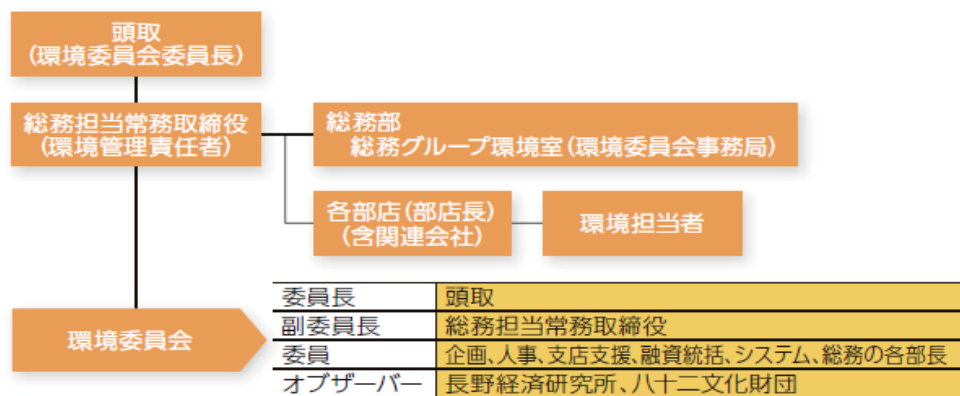 頭取
(環境委員会委員長)
総務担当常務取締役
(環境管理責任者)
総務部
総務グループ環境室(環境委員会事務局)
各部店(部店長)
(含関連会社)
環境担当者
環境委員会
委員長 頭取
副委員長 総務担当常務取締役
委員 企画、人事、支店支援、融資統括、システム、総務の各部長
オブザーバー 長野経済研究所、八十二文化財団